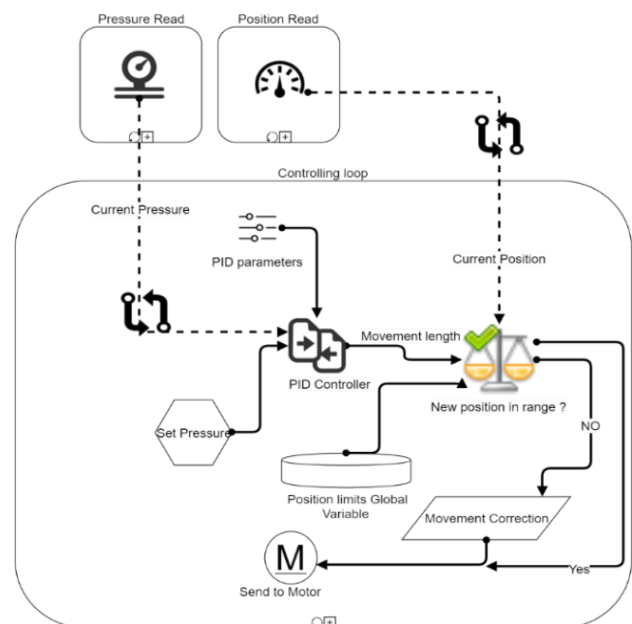 Pressure Read
Position Read
Controlling loop
Current Pressure
PID parameters
Current Position
Movement length
PID Controller
New position in range ?
Set Pressure
NO
Position limits Global
Variable
Movement Correction
M
Send to Motor
Yes